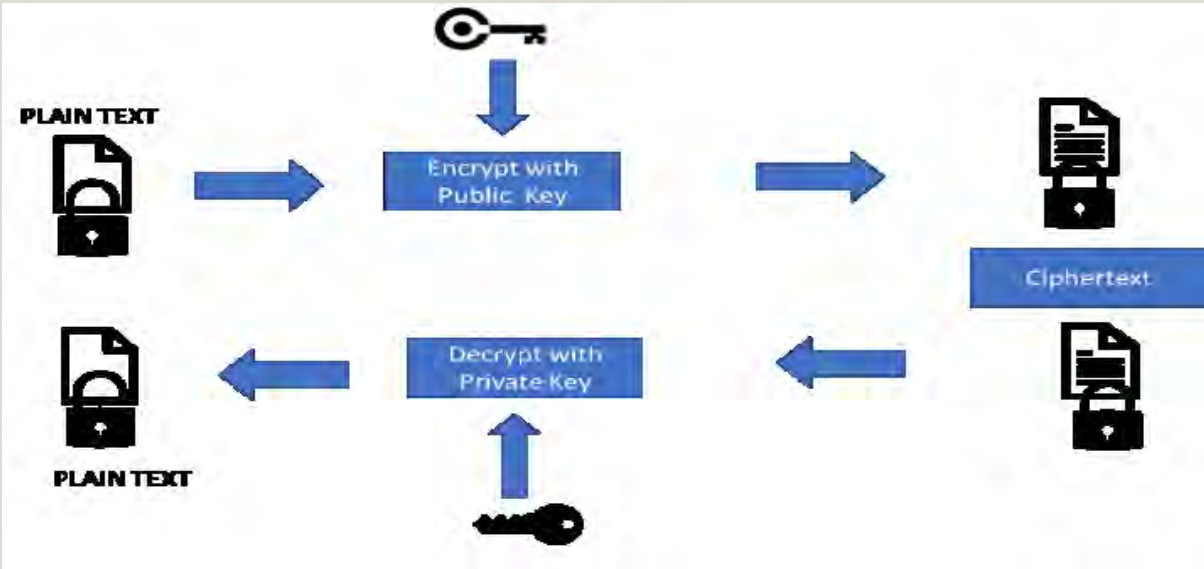 PLAIN TEXT
Encrypt with
Public Key
Ciphertext
Decrypt with
Private Key
PLAIN TEXT